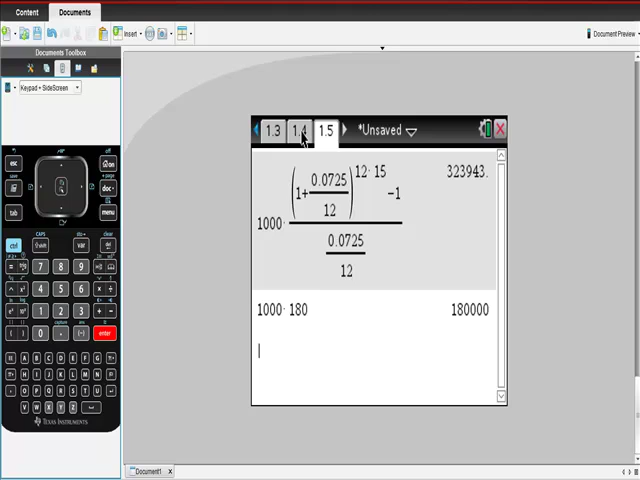 Content Documents
Insert Document Preview
Documents Toolbox
Keypad + SideScreen
1.3 1.4 1.5 *Unsaved
1000·((1+0.0725/12)^12·15 −1)/(0.0725/12) 323943.
1000·180 180000
esc
on
tab
doc
menu
ctrl
shift
var
CAPS
clear
7 8 9
4 5 6
1 2 3
0 . (−) enter
A B C D E F G
H I J K L M N
O P Q R S T U
V W X Y Z
TEXAS INSTRUMENTS
Document1